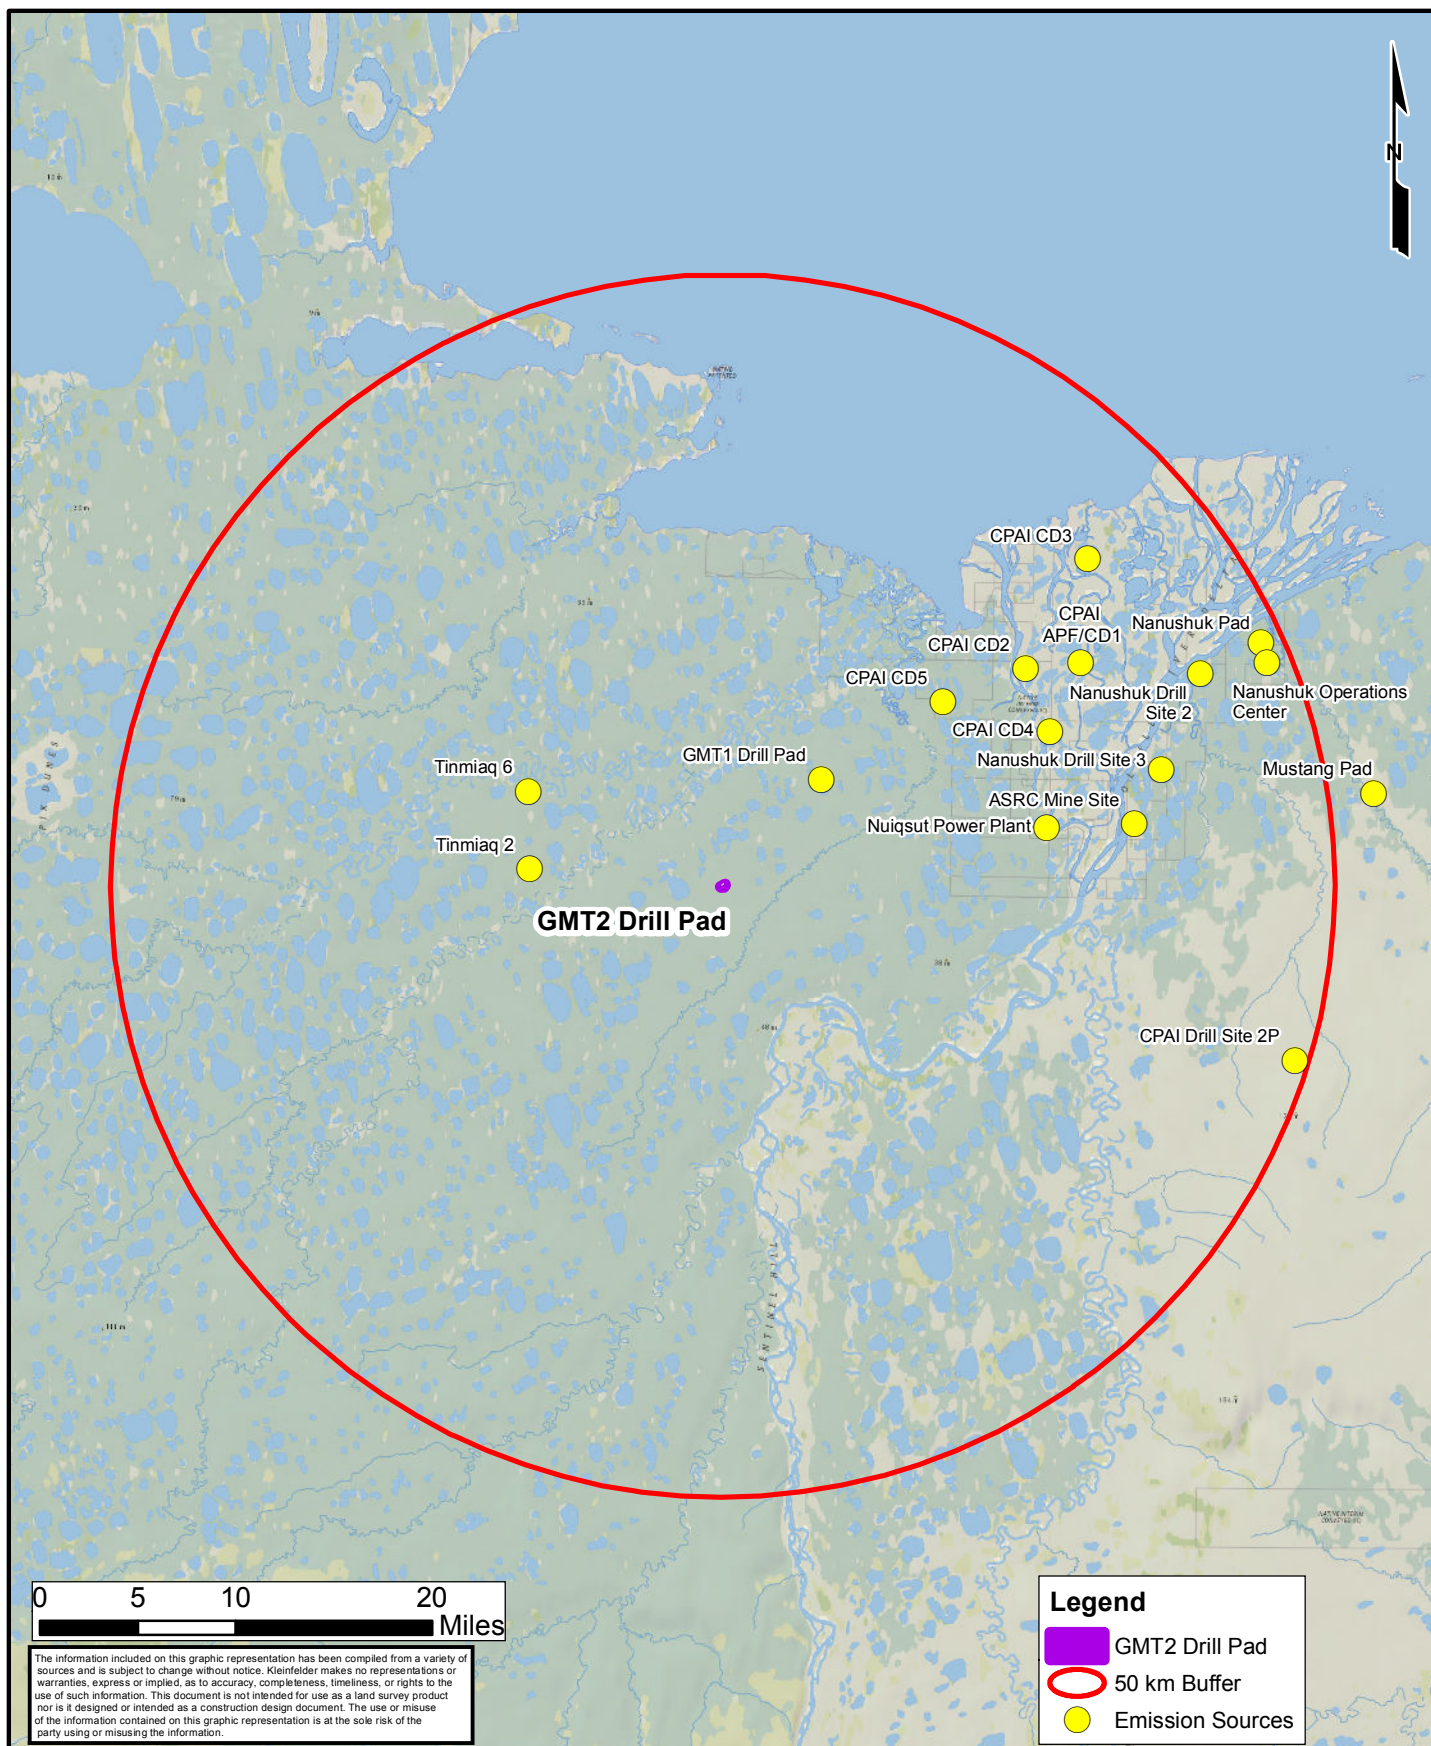 N
CPAI CD3
CPAI
APF/CD1
Nanushuk Pad
CPAI CD2
CPAI CD5
Nanushuk Drill
Site 2
Nanushuk Operations
Center
CPAI CD4
GMT1 Drill Pad
Nanushuk Drill Site 3
Tinmiaq 6
Mustang Pad
ASRC Mine Site
Nuiqsut Power Plant
PIK DUNES
Tinmiaq 2
GMT2 Drill Pad
CPAI Drill Site 2P
SENTINEL HILL
0 5 10 20
Miles
The information included on this graphic representation has been compiled from a variety of
sources and is subject to change without notice. Kleinfelder makes no representations or
warranties, express or implied, as to accuracy, completeness, timeliness, or rights to the
use of such information. This document is not intended for use as a land survey product
nor is it designed or intended as a construction design document. The use or misuse
of the information contained on this graphic representation is at the sole risk of the
party using or misusing the information.
Legend
GMT2 Drill Pad
50 km Buffer
Emission Sources